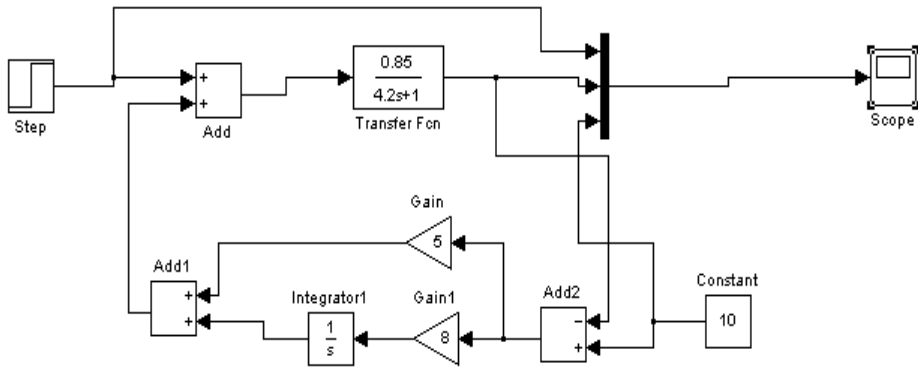 Step
+
+
Add
0.85
4.2s+1
Transfer Fcn
Scope
Gain
5
Add1
+
+
Integrator1
1
s
Gain1
8
Add2
−
+
Constant
10